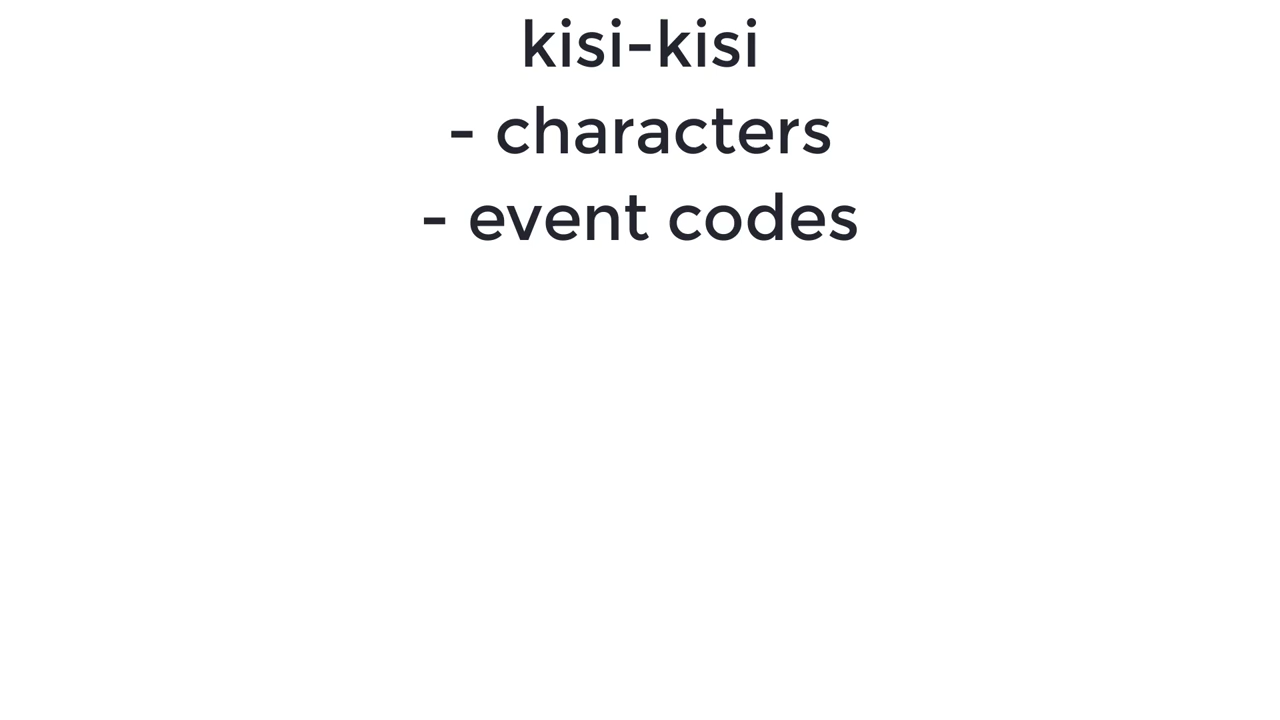 kisi-kisi
- characters
- event codes